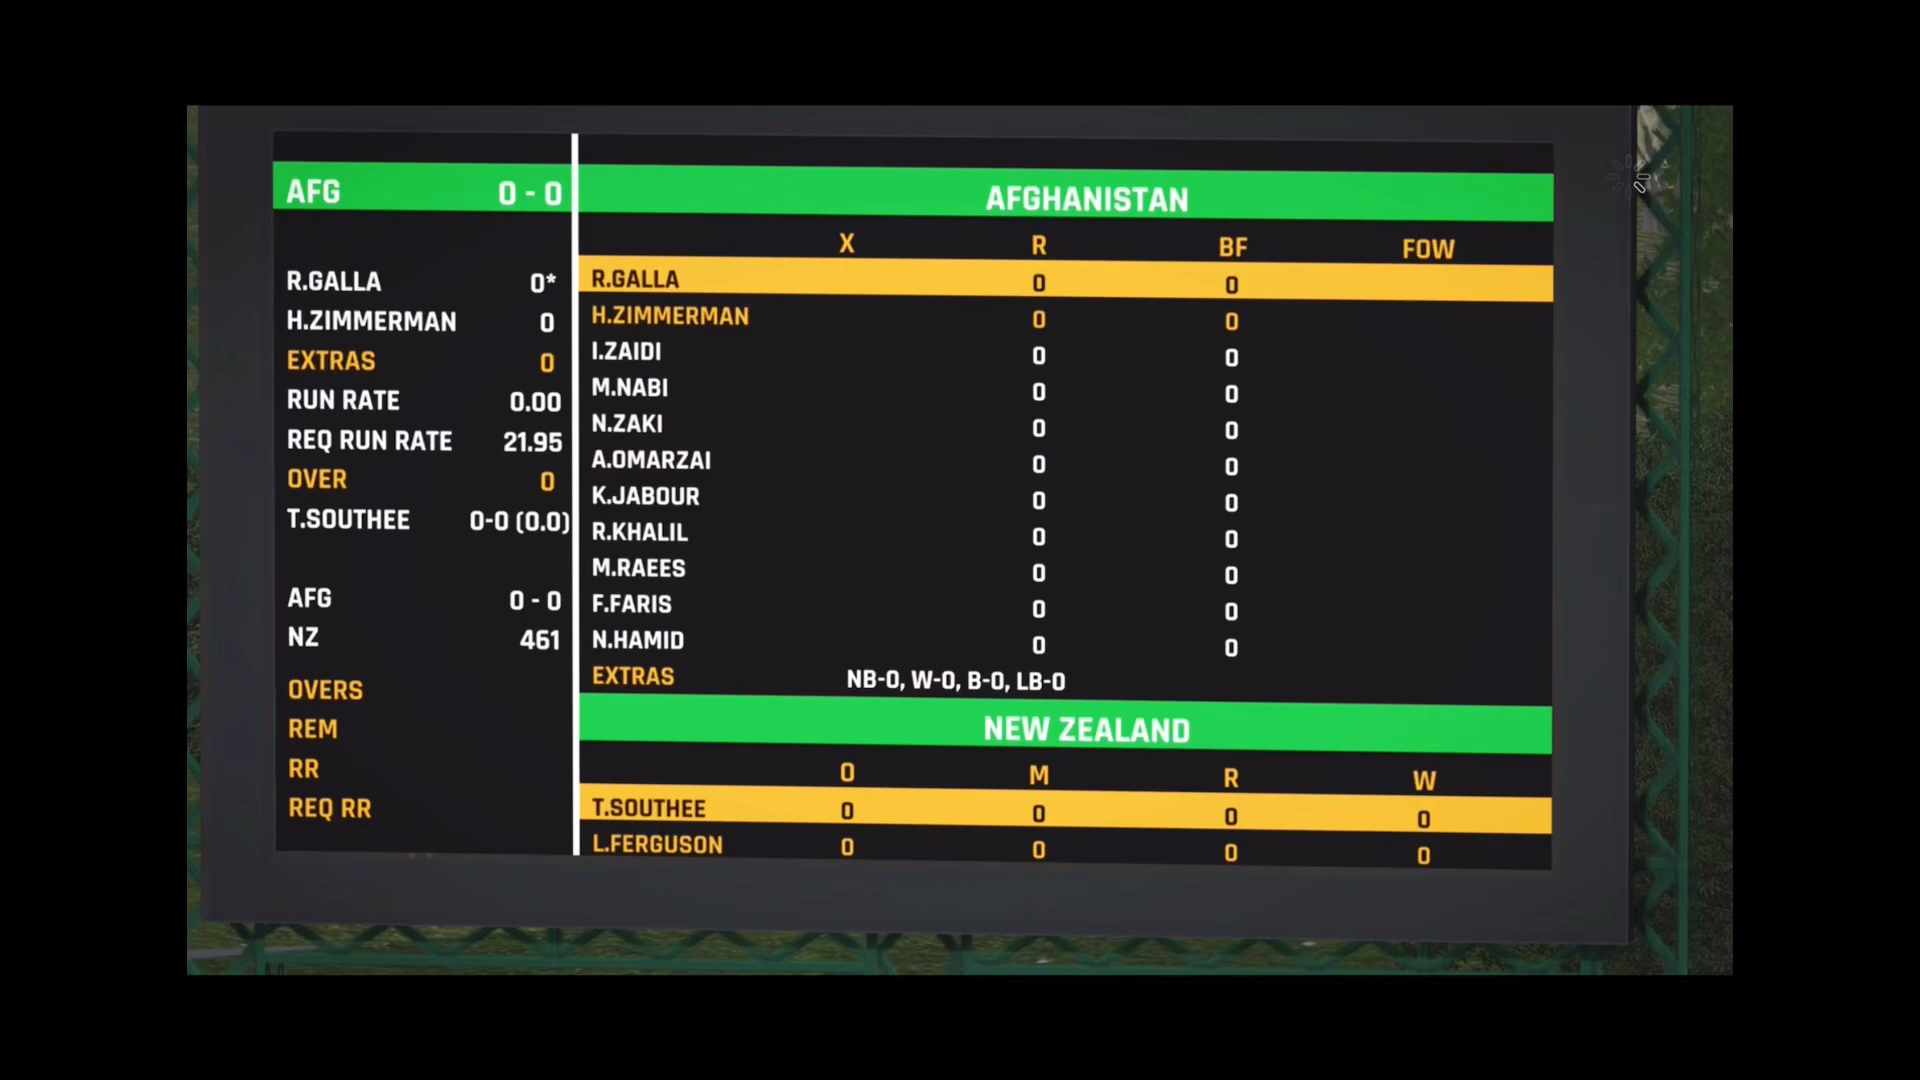 AFG 0 - 0
R.GALLA 0*
H.ZIMMERMAN 0
EXTRAS 0
RUN RATE 0.00
REQ RUN RATE 21.95
OVER 0
T.SOUTHEE 0-0 (0.0)
AFG 0 - 0
NZ 461
OVERS
REM
RR
REQ RR
AFGHANISTAN
X R BF FOW
R.GALLA 0 0
H.ZIMMERMAN 0 0
I.ZAIDI 0 0
M.NABI 0 0
N.ZAKI 0 0
A.OMARZAI 0 0
K.JABOUR 0 0
R.KHALIL 0 0
M.RAEES 0 0
F.FARIS 0 0
N.HAMID 0 0
EXTRAS NB-0, W-0, B-0, LB-0
NEW ZEALAND
O M R W
T.SOUTHEE 0 0 0 0
L.FERGUSON 0 0 0 0